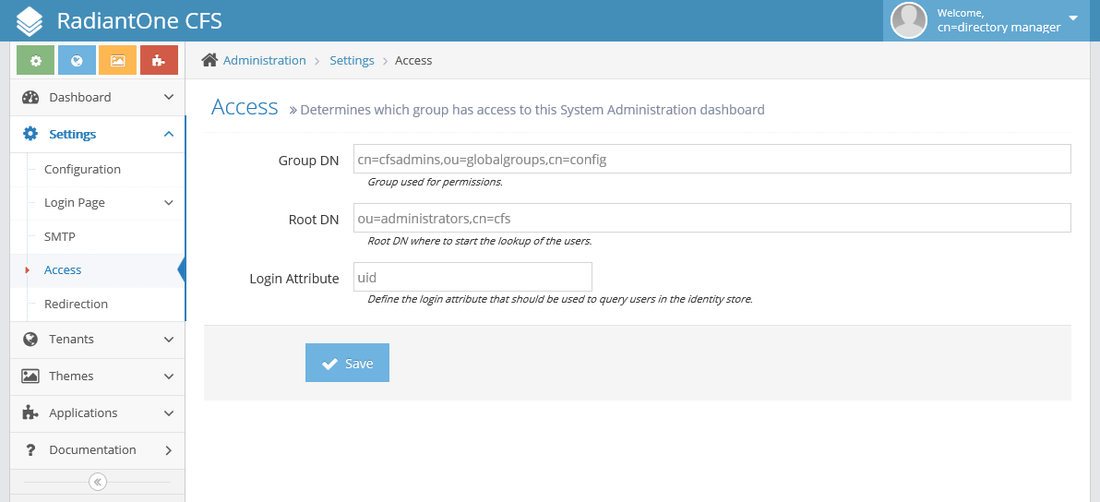 RadiantOne CFS
Welcome,
cn=directory manager
Administration > Settings > Access
Dashboard
Settings
Configuration
Login Page
SMTP
Access
Redirection
Tenants
Themes
Applications
Documentation
Access » Determines which group has access to this System Administration dashboard
Group DN cn=cfsadmins,ou=globalgroups,cn=config
Group used for permissions.
Root DN ou=administrators,cn=cfs
Root DN where to start the lookup of the users.
Login Attribute uid
Define the login attribute that should be used to query users in the identity store.
Save